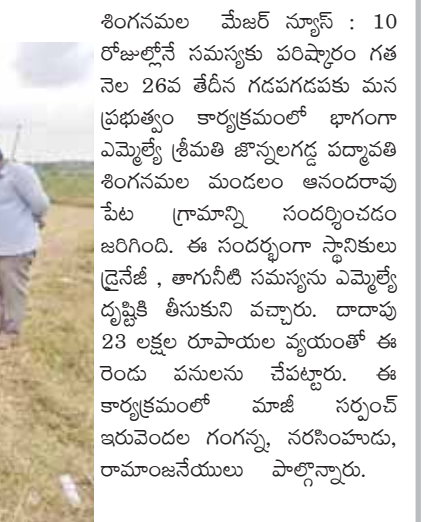 శింగనమల మేజర్ న్యూస్ : 10
రోజుల్లోనే సమస్యకు పరిష్కారం గత
నెల 26వ తేదీన గడపగడపకు మన
ప్రభుత్వం కార్యక్రమంలో భాగంగా
ఎమ్మెల్యే శ్రీమతి జొన్నలగడ్డ పద్మావతి
శింగనమల మండలం ఆనందరావు
పేట గ్రామాన్ని సందర్శించడం
జరిగింది. ఈ సందర్భంగా స్థానికులు
డ్రైనేజీ , తాగునీటి సమస్యను ఎమ్మెల్యే
దృష్టికి తీసుకుని వచ్చారు. దాదాపు
23 లక్షల రూపాయల వ్యయంతో ఈ
రెండు పనులను చేపట్టారు. ఈ
కార్యక్రమంలో మాజీ సర్పంచ్
ఇరువెందల గంగన్న, నరసింహుడు,
రామాంజనేయులు పాల్గొన్నారు.